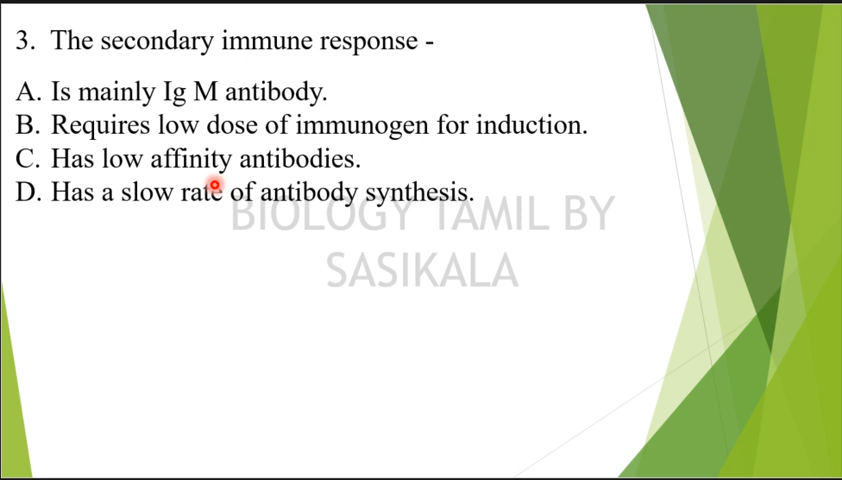 3. The secondary immune response -
A. Is mainly Ig M antibody.
B. Requires low dose of immunogen for induction.
C. Has low affinity antibodies.
D. Has a slow rate of antibody synthesis.
BIOLOGY TAMIL BY
SASIKALA